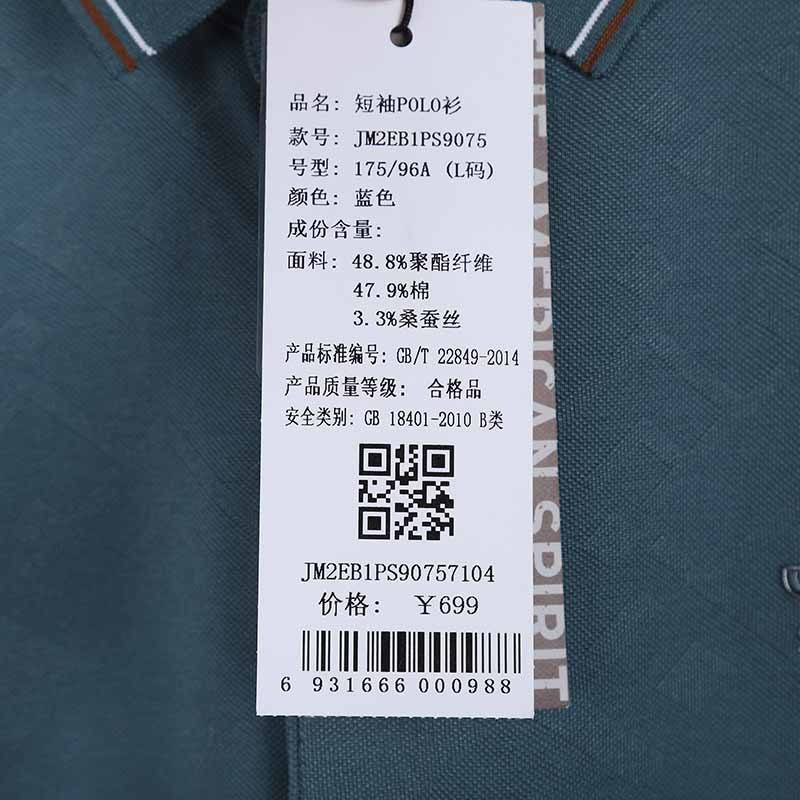 品名: 短袖POLO衫
款号: JM2EB1PS9075
号型: 175/96A (L码)
颜色: 蓝色
成份含量:
面料: 48.8%聚酯纤维
47.9%棉
3.3%桑蚕丝
产品标准编号: GB/T 22849-2014
产品质量等级: 合格品
安全类别: GB 18401-2010 B类
JM2EB1PS90757104
价格: ￥699
6 931666 000988
THE AMERICAN SPIRIT